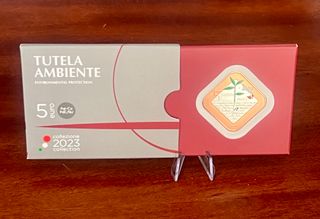 TUTELA
AMBIENTE
ENVIRONMENTAL PROTECTION
5
euro
collezione
2023
collection